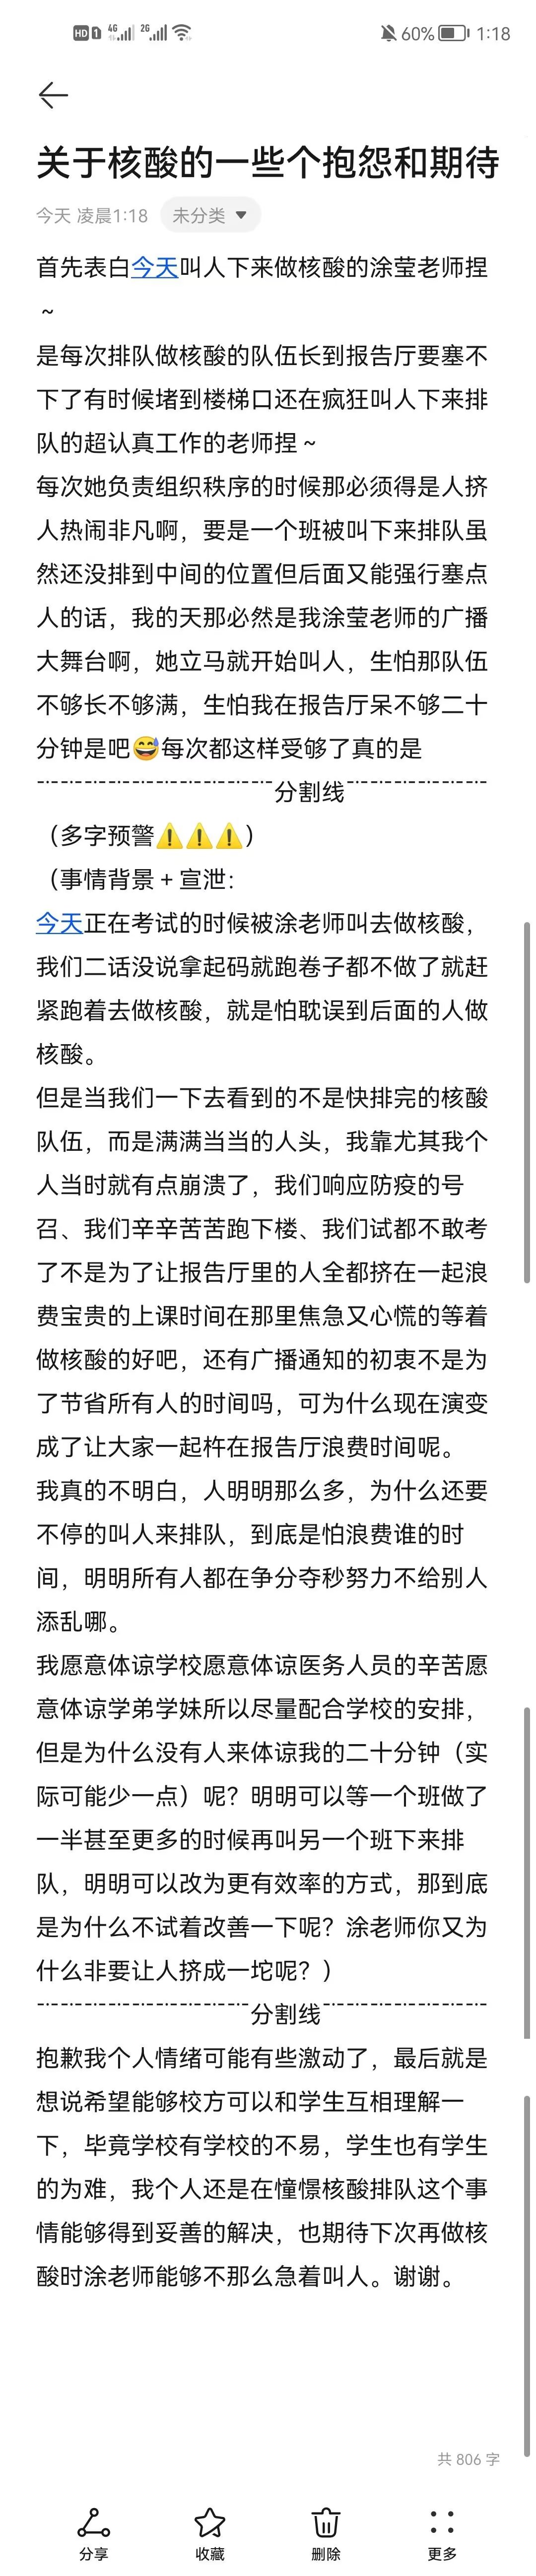 HD 1 4G 2G 60% 1:18
关于核酸的一些个抱怨和期待
今天 凌晨1:18 未分类
首先表白今天叫人下来做核酸的涂莹老师捏
~
是每次排队做核酸的队伍长到报告厅要塞不
下了有时候堵到楼梯口还在疯狂叫人下来排
队的超认真工作的老师捏~
每次她负责组织秩序的时候那必须得是人挤
人热闹非凡啊，要是一个班被叫下来排队虽
然还没排到中间的位置但后面又能强行塞点
人的话，我的天那必然是我涂莹老师的广播
大舞台啊，她立马就开始叫人，生怕那队伍
不够长不够满，生怕我在报告厅呆不够二十
分钟是吧😅每次都这样受够了真的是
-·-·-·-·-·-·-·-·-·-·-·-分割线-·-·-·-·-·-·-·-
（多字预警⚠️⚠️⚠️）
（事情背景+宣泄：
今天正在考试的时候被涂老师叫去做核酸，
我们二话没说拿起码就跑卷子都不做了就赶
紧跑着去做核酸，就是怕耽误到后面的人做
核酸。
但是当我们一下去看到的不是快排完的核酸
队伍，而是满满当当的人头，我靠尤其我个
人当时就有点崩溃了，我们响应防疫的号
召、我们辛辛苦苦跑下楼、我们试都不敢考
了不是为了让报告厅里的人全都挤在一起浪
费宝贵的上课时间在那里焦急又心慌的等着
做核酸的好吧，还有广播通知的初衷不是为
了节省所有人的时间吗，可为什么现在演变
成了让大家一起杵在报告厅浪费时间呢。
我真的不明白，人明明那么多，为什么还要
不停的叫人来排队，到底是怕浪费谁的时
间，明明所有人都在争分夺秒努力不给别人
添乱哪。
我愿意体谅学校愿意体谅医务人员的辛苦愿
意体谅学弟学妹所以尽量配合学校的安排，
但是为什么没有人来体谅我的二十分钟（实
际可能少一点）呢？明明可以等一个班做了
一半甚至更多的时候再叫另一个班下来排
队，明明可以改为更有效率的方式，那到底
是为什么不试着改善一下呢？涂老师你又为
什么非要让人挤成一坨呢？）
-·-·-·-·-·-·-·-·-·-·-分割线-·-·-·-·-·-·-·-·-
抱歉我个人情绪可能有些激动了，最后就是
想说希望能够校方可以和学生互相理解一
下，毕竟学校有学校的不易，学生也有学生
的为难，我个人还是在憧憬核酸排队这个事
情能够得到妥善的解决，也期待下次再做核
酸时涂老师能够不那么急着叫人。谢谢。
共 806 字
分享 收藏 删除 更多